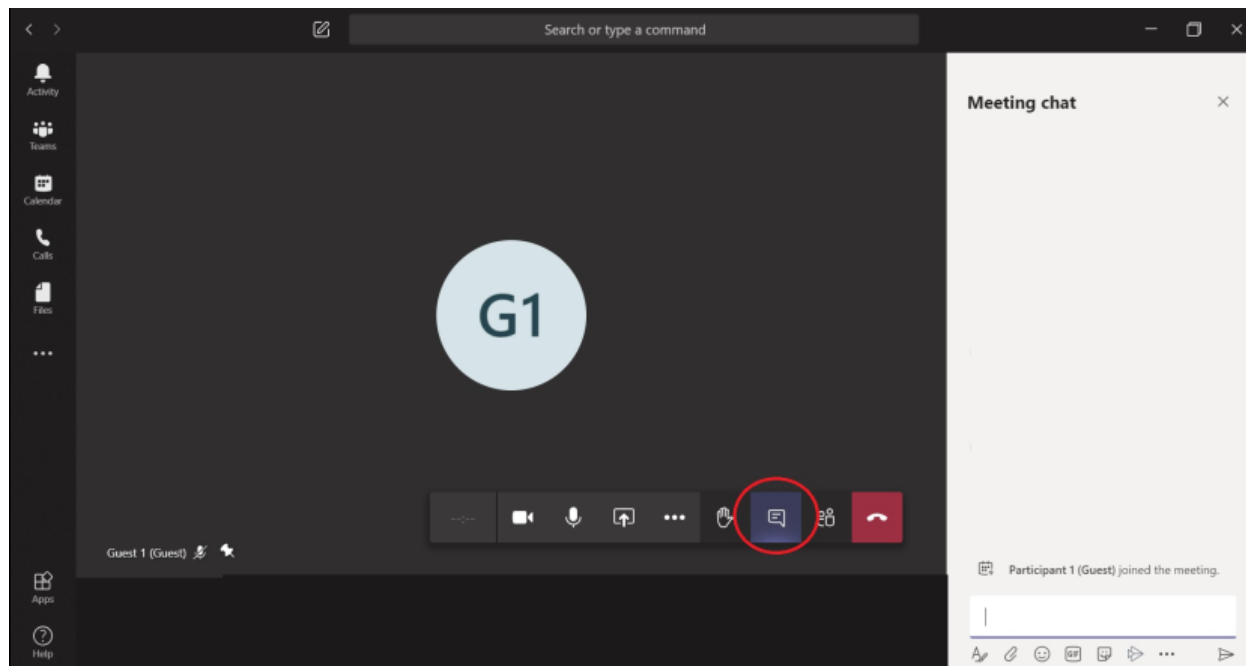 Search or type a command
Activity
Teams
Calendar
Calls
Files
Apps
Help
G1
--:--
Guest 1 (Guest)
Meeting chat
Participant 1 (Guest) joined the meeting.
GIF